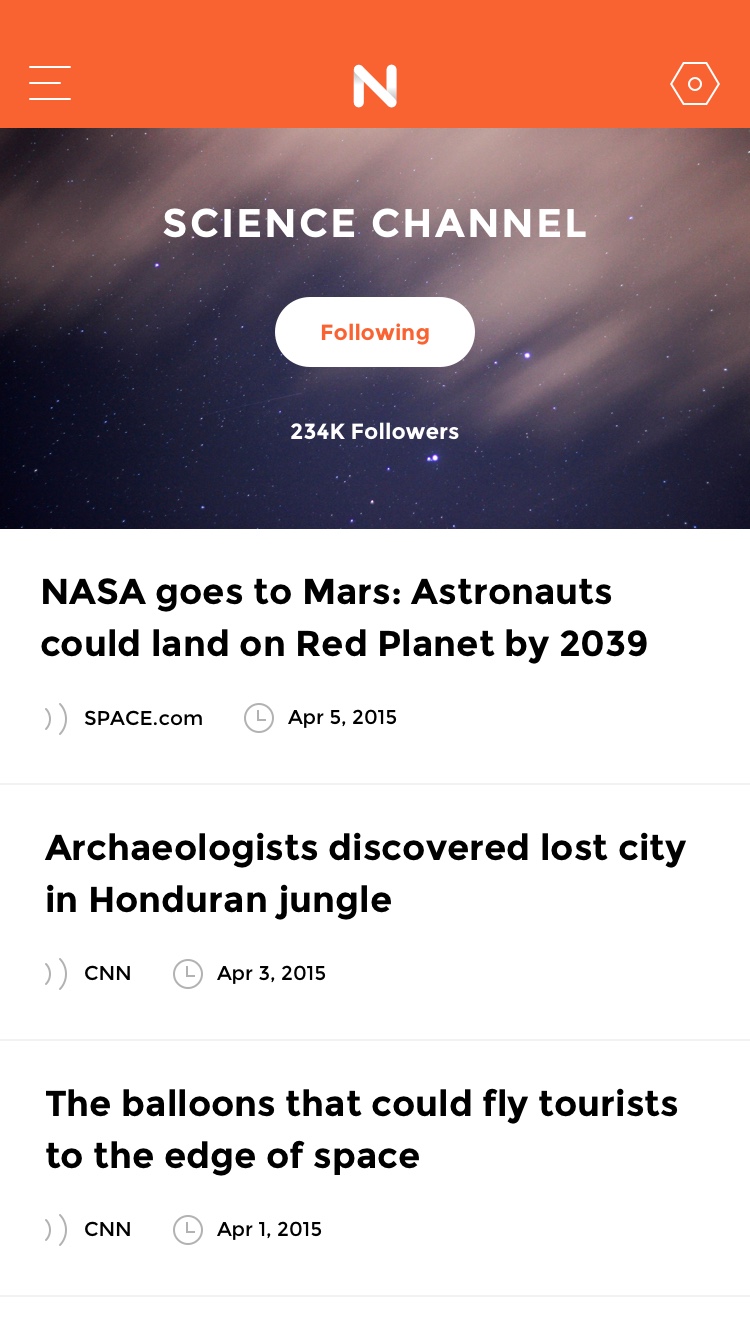 N
SCIENCE CHANNEL
Following
234K Followers
NASA goes to Mars: Astronauts
could land on Red Planet by 2039
SPACE.com Apr 5, 2015
Archaeologists discovered lost city
in Honduran jungle
CNN Apr 3, 2015
The balloons that could fly tourists
to the edge of space
CNN Apr 1, 2015